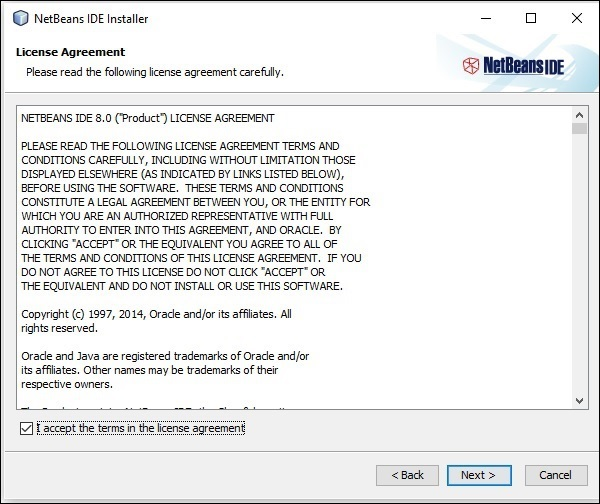 NetBeans IDE Installer
License Agreement
Please read the following license agreement carefully.
NetBeans IDE
NETBEANS IDE 8.0 ("Product") LICENSE AGREEMENT
PLEASE READ THE FOLLOWING LICENSE AGREEMENT TERMS AND
CONDITIONS CAREFULLY, INCLUDING WITHOUT LIMITATION THOSE
DISPLAYED ELSEWHERE (AS INDICATED BY LINKS LISTED BELOW),
BEFORE USING THE SOFTWARE.  THESE TERMS AND CONDITIONS
CONSTITUTE A LEGAL AGREEMENT BETWEEN YOU, OR THE ENTITY FOR
WHICH YOU ARE AN AUTHORIZED REPRESENTATIVE WITH FULL
AUTHORITY TO ENTER INTO THIS AGREEMENT, AND ORACLE.  BY
CLICKING "ACCEPT" OR THE EQUIVALENT YOU AGREE TO ALL OF
THE TERMS AND CONDITIONS OF THIS LICENSE AGREEMENT.  IF YOU
DO NOT AGREE TO THIS LICENSE DO NOT CLICK "ACCEPT" OR
THE EQUIVALENT AND DO NOT INSTALL OR USE THIS SOFTWARE.
Copyright (c) 1997, 2014, Oracle and/or its affiliates. All
rights reserved.
Oracle and Java are registered trademarks of Oracle and/or
its affiliates. Other names may be trademarks of their
respective owners.
I accept the terms in the license agreement
< Back
Next >
Cancel